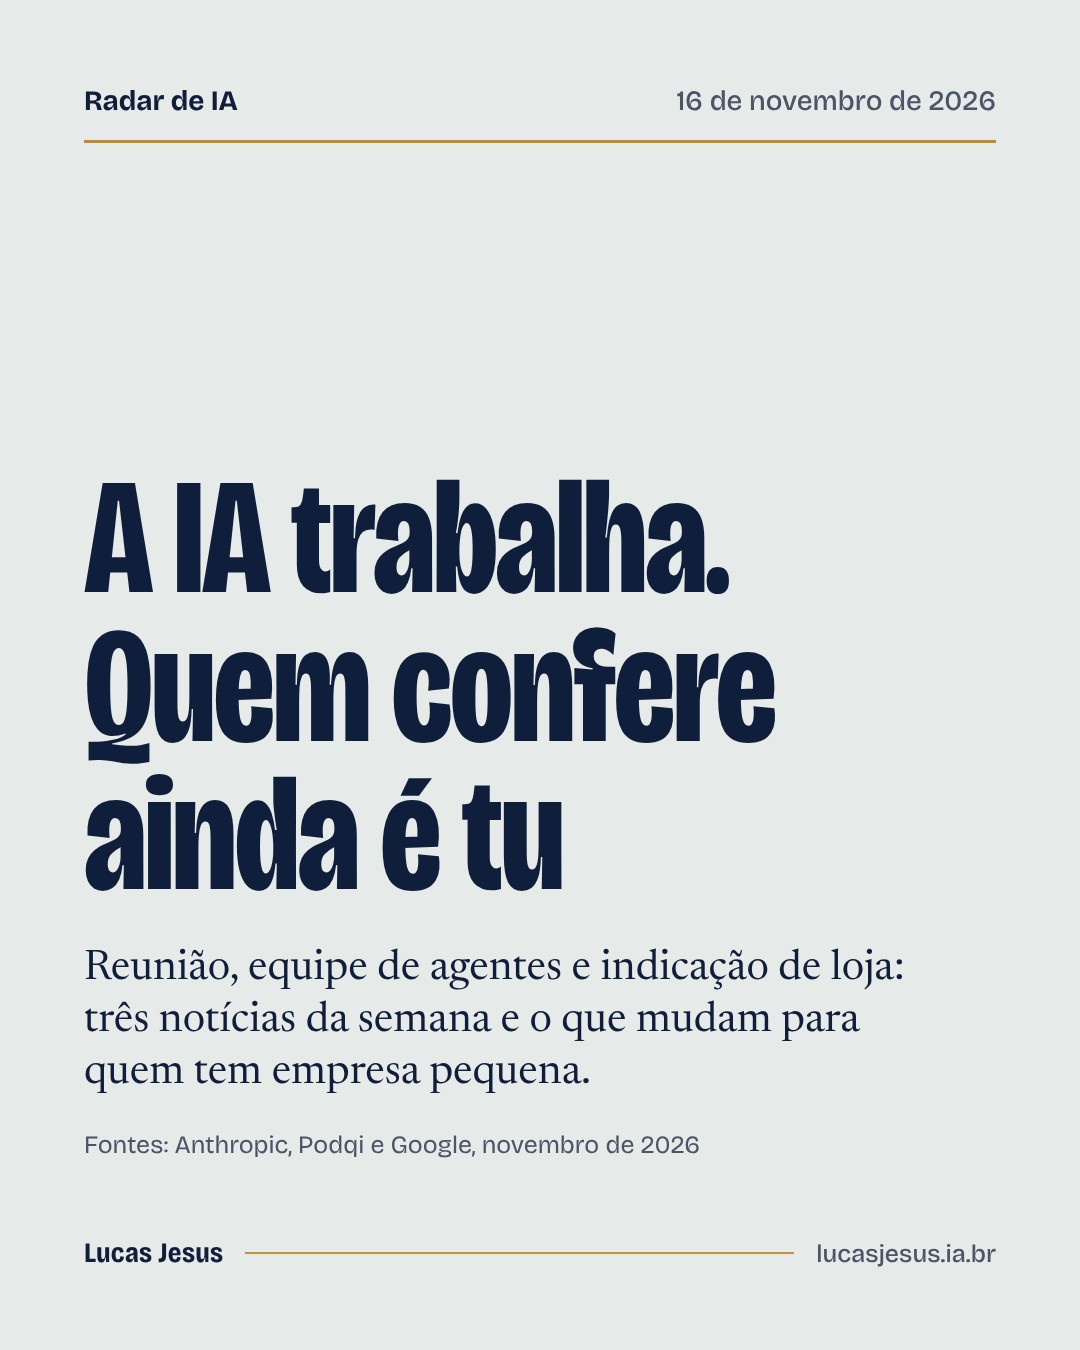 Radar de IA
16 de novembro de 2026
A IA trabalha.
Quem confere
ainda é tu
Reunião, equipe de agentes e indicação de loja:
três notícias da semana e o que mudam para
quem tem empresa pequena.
Fontes: Anthropic, Podqi e Google, novembro de 2026
Lucas Jesus
lucasjesus.ia.br